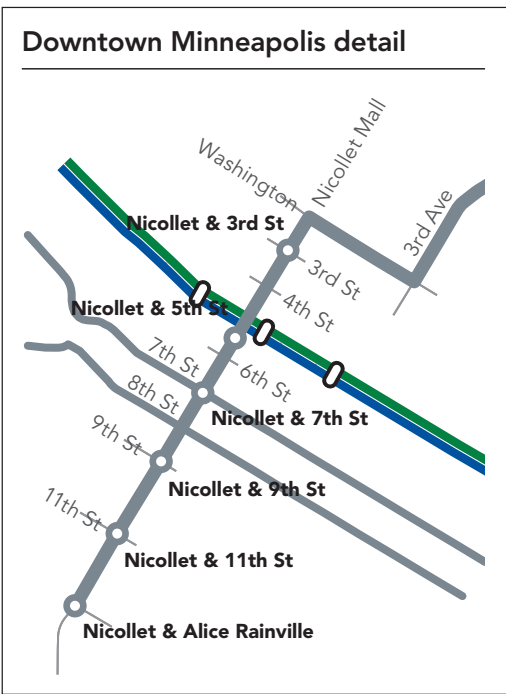 Downtown Minneapolis detail
Washington
Nicollet Mall
3rd Ave
Nicollet & 3rd St
3rd St
4th St
Nicollet & 5th St
7th St
6th St
8th St
Nicollet & 7th St
9th St
Nicollet & 9th St
11th St
Nicollet & 11th St
Nicollet & Alice Rainville